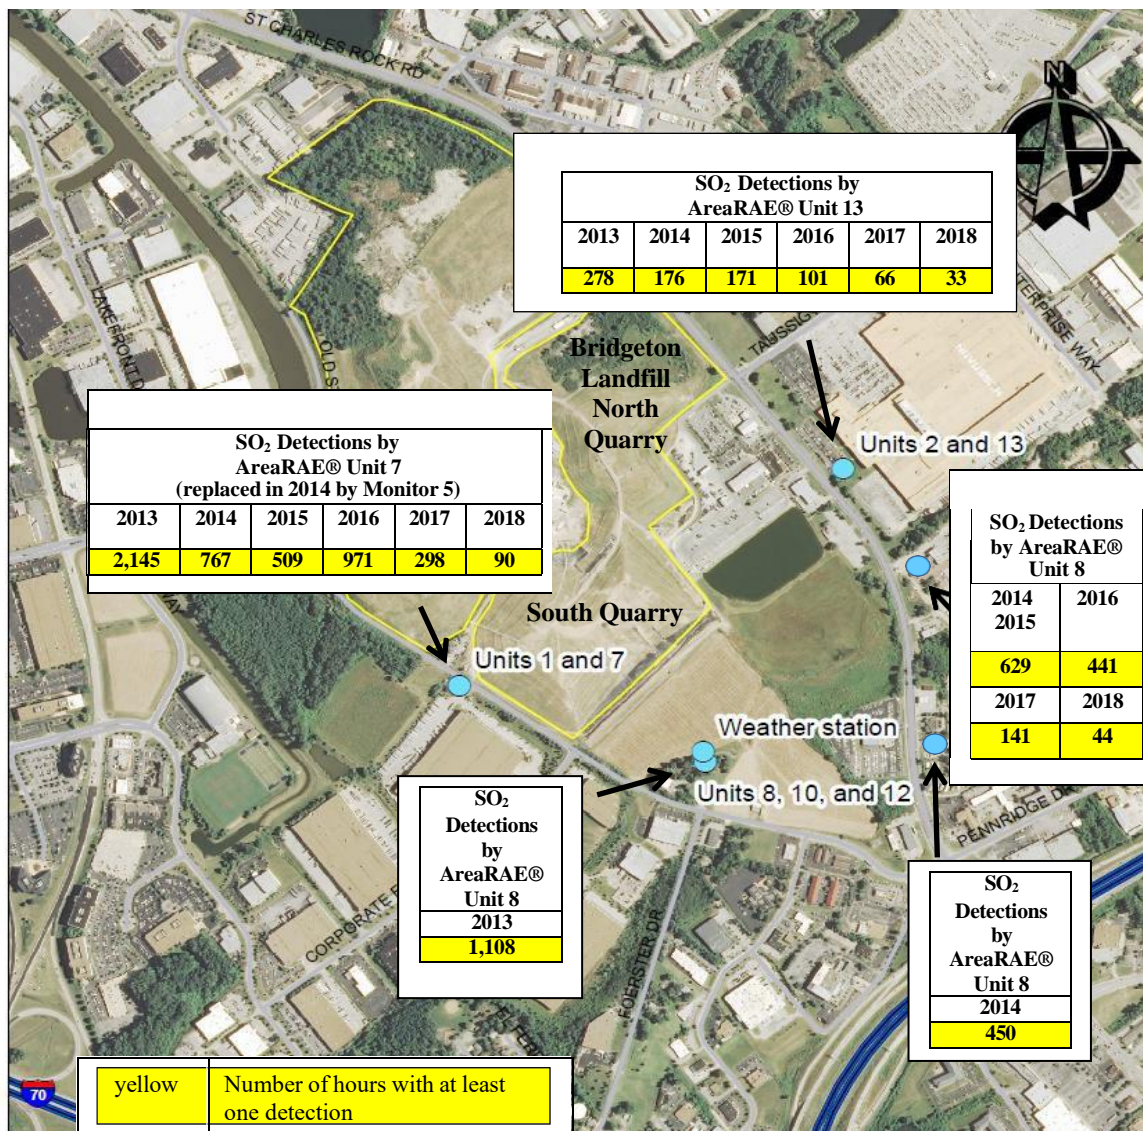 ST CHARLES ROCK RD
N
SO₂ Detections by
AreaRAE® Unit 13
2013 2014 2015 2016 2017 2018
278 176 171 101 66 33
LAKEFRONT D
OLD S
TAUSSIG
TERPRISE WAY
Bridgeton
Landfill
North
Quarry
Units 2 and 13
SO₂ Detections by
AreaRAE® Unit 7
(replaced in 2014 by Monitor 5)
2013 2014 2015 2016 2017 2018
2,145 767 509 971 298 90
SO₂ Detections
by AreaRAE®
Unit 8
2014 2016
2015
629 441
2017 2018
141 44
WAY
South Quarry
Units 1 and 7
Weather station
Units 8, 10, and 12
PENNRIDGE DR
SO₂
Detections
by
AreaRAE®
Unit 8
2013
1,108
CORPORATE E
FOERSTER DR
SO₂
Detections
by
AreaRAE®
Unit 8
2014
450
70
yellow Number of hours with at least
one detection